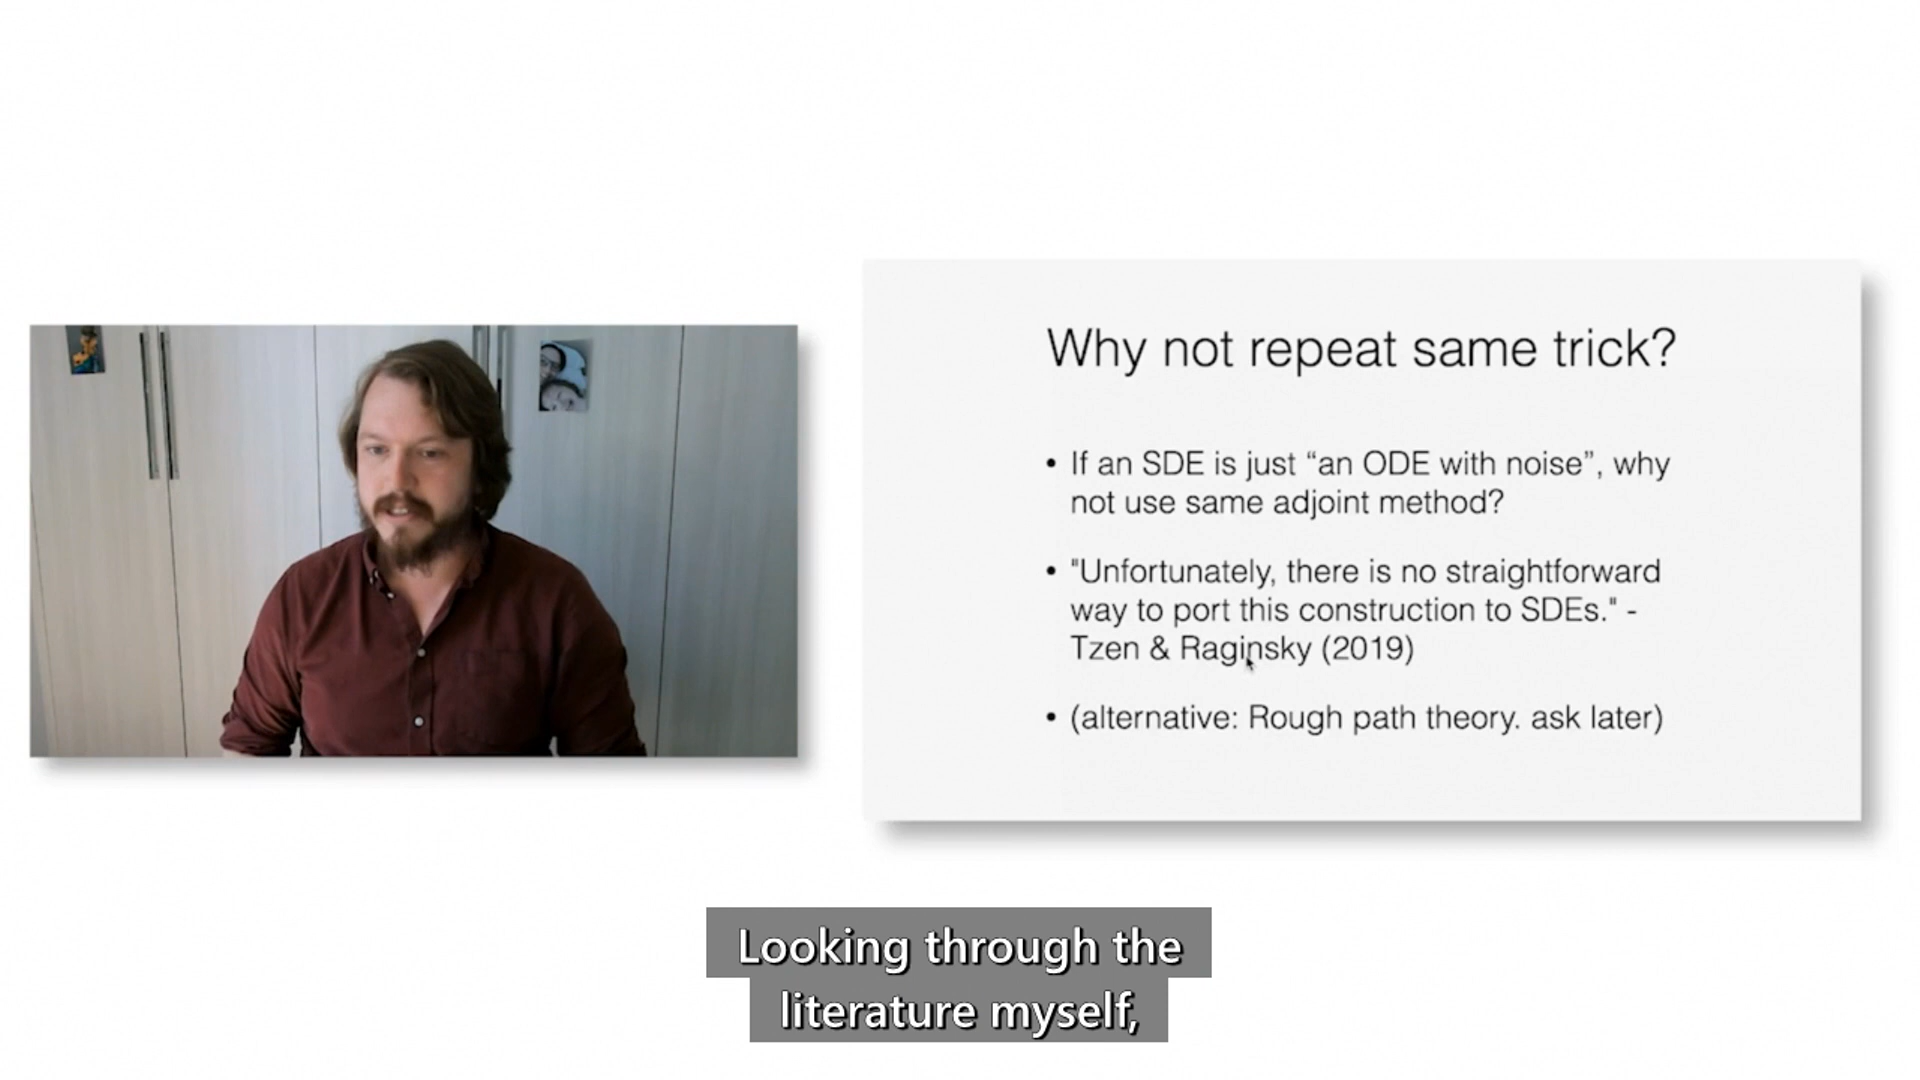 Why not repeat same trick?
• If an SDE is just “an ODE with noise”, why
not use same adjoint method?
• "Unfortunately, there is no straightforward
way to port this construction to SDEs." -
Tzen & Raginsky (2019)
• (alternative: Rough path theory. ask later)
Looking through the
literature myself,